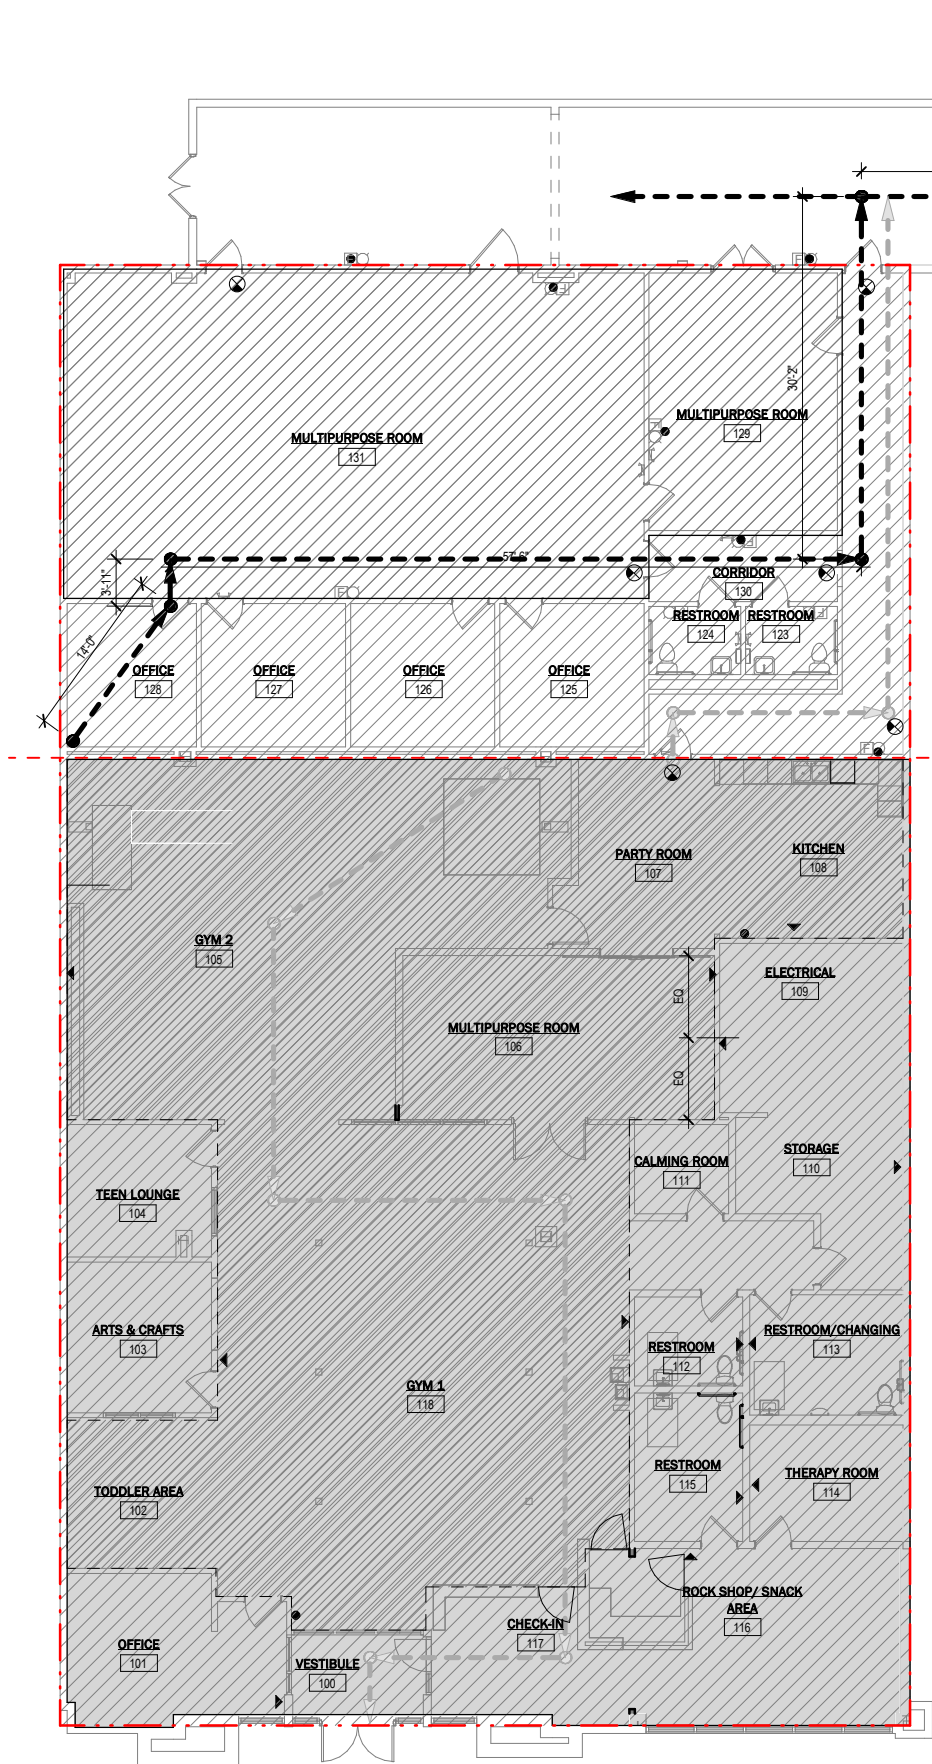 MULTIPURPOSE ROOM
129
30'-2"
MULTIPURPOSE ROOM
131
57'-6"
3'-11"
14'-0"
CORRIDOR
130
RESTROOM
124
RESTROOM
123
OFFICE
128
OFFICE
127
OFFICE
126
OFFICE
125
PARTY ROOM
107
KITCHEN
108
GYM 2
105
ELECTRICAL
109
EQ
MULTIPURPOSE ROOM
106
EQ
STORAGE
110
CALMING ROOM
111
TEEN LOUNGE
104
ARTS & CRAFTS
103
RESTROOM
112
RESTROOM/CHANGING
113
GYM 1
118
RESTROOM
115
THERAPY ROOM
114
TODDLER AREA
102
ROCK SHOP/ SNACK
AREA
116
CHECK-IN
117
OFFICE
101
VESTIBULE
100